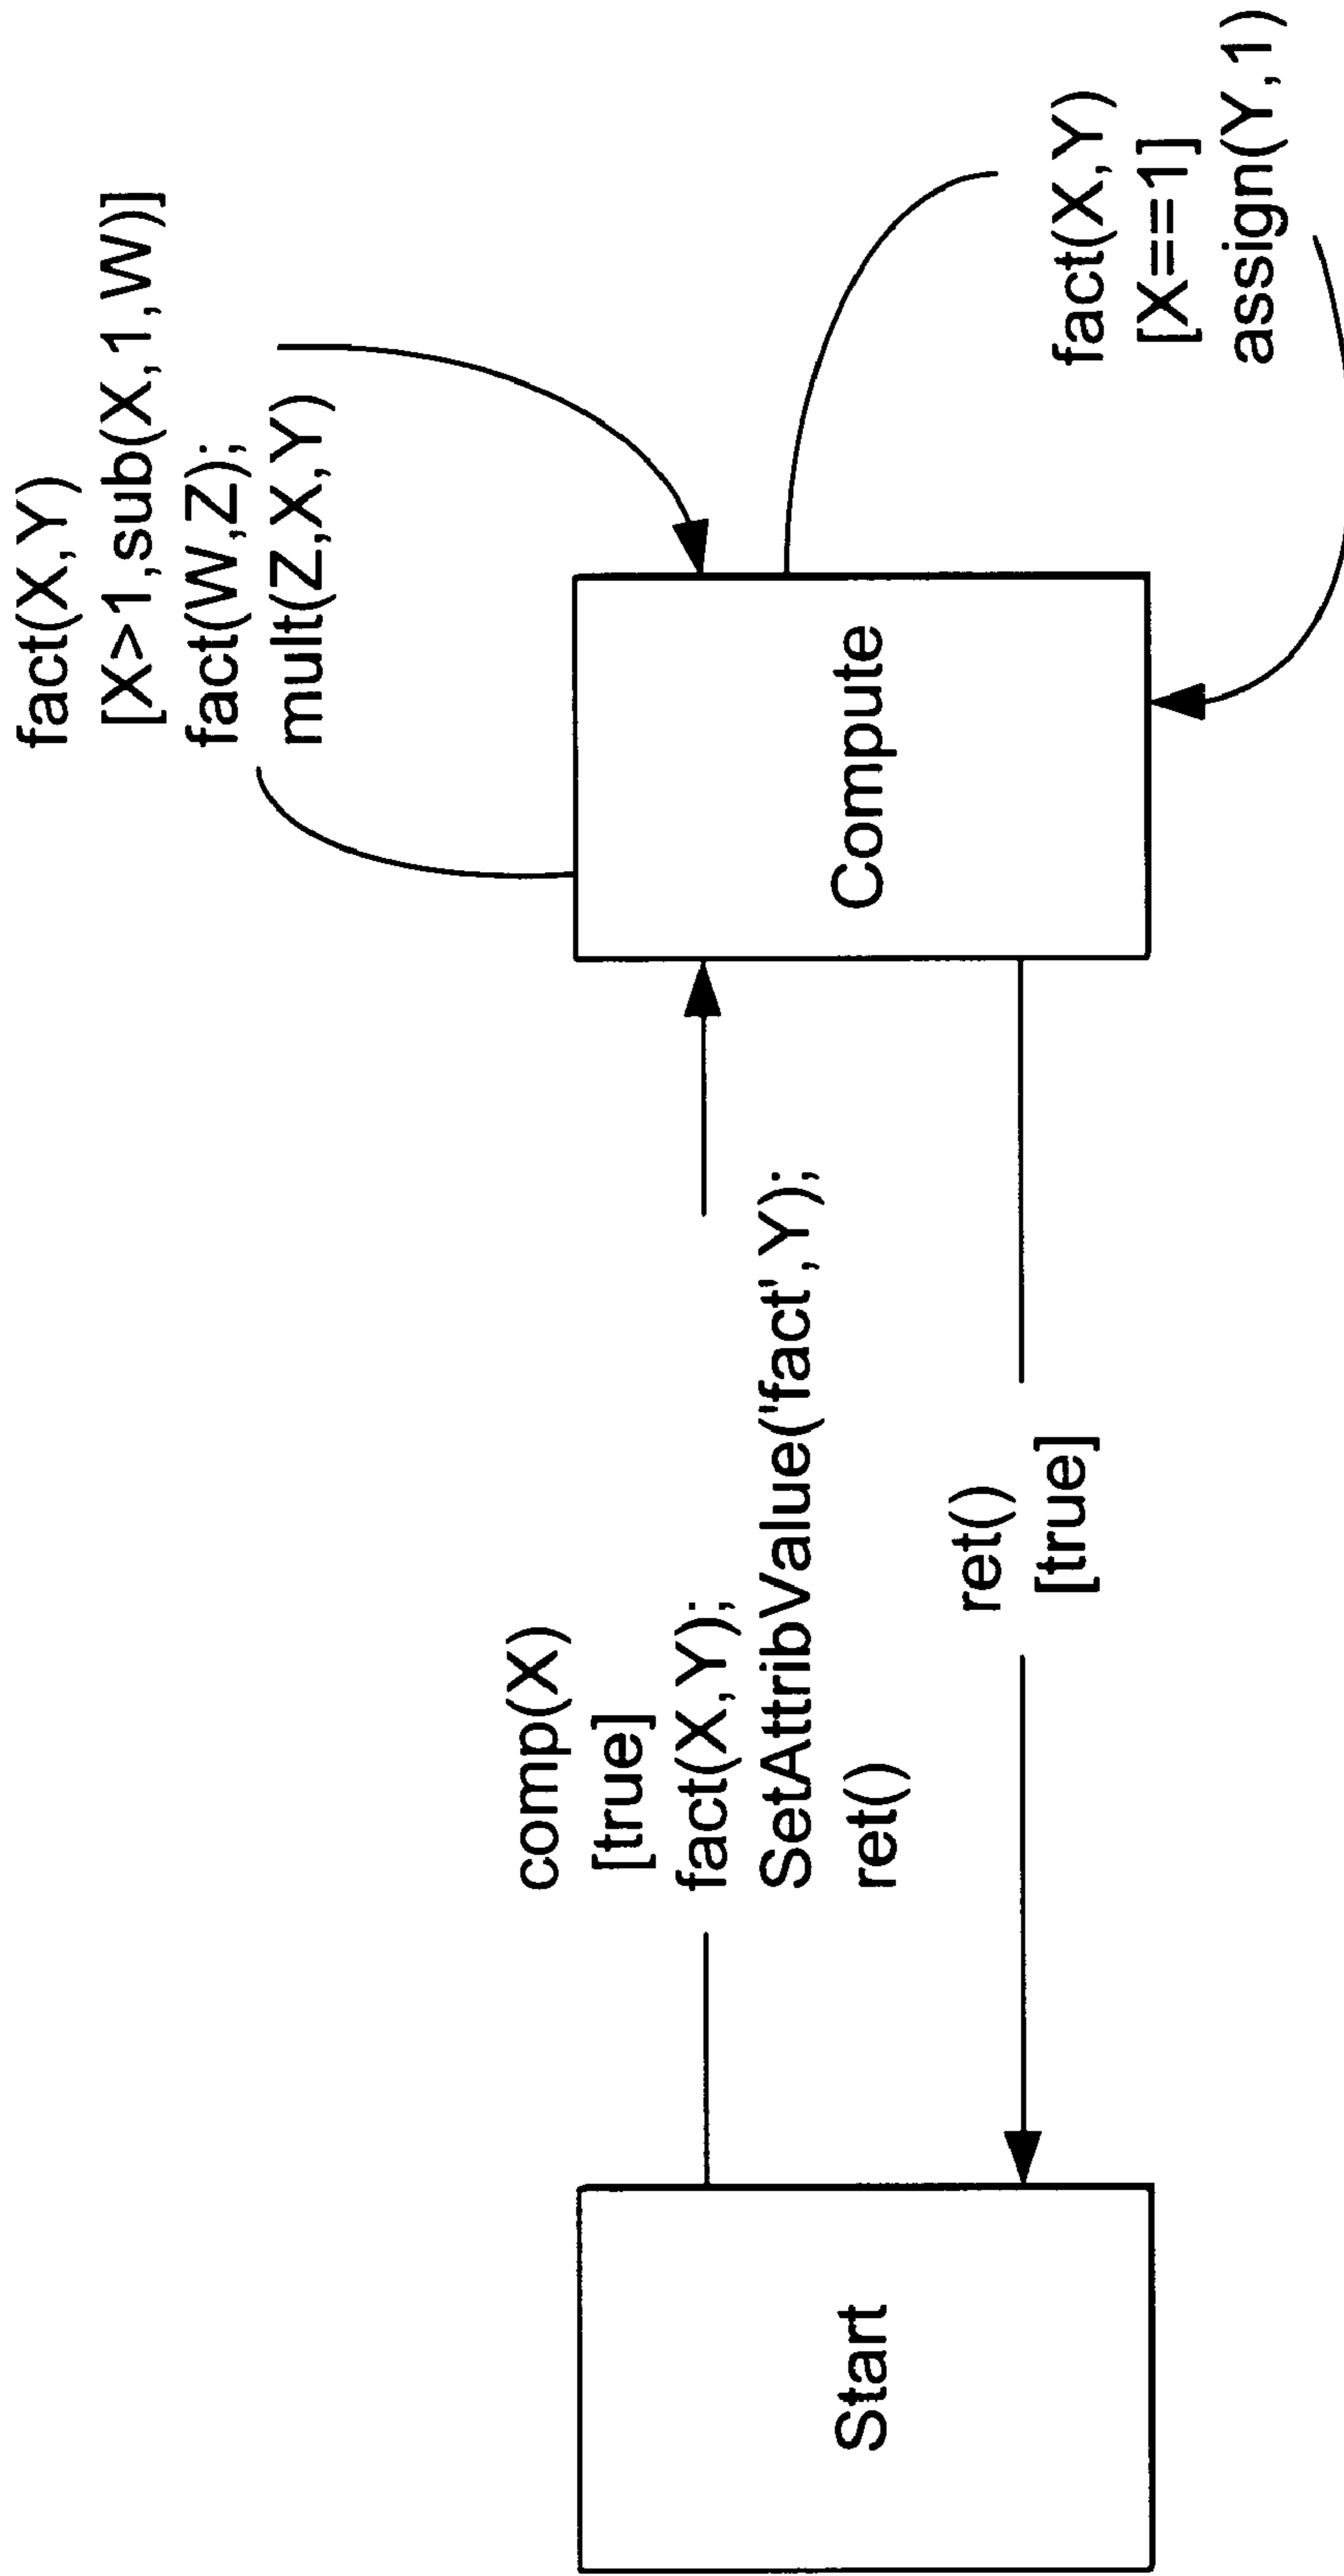 fact(X,Y)
[X>1,sub(X,1,W)]
fact(W,Z);
mult(Z,X,Y)
comp(X)
[true]
fact(X,Y);
SetAttribValue('fact',Y);
ret()
Start
Compute
ret()
[true]
fact(X,Y)
[X==1]
assign(Y,1)